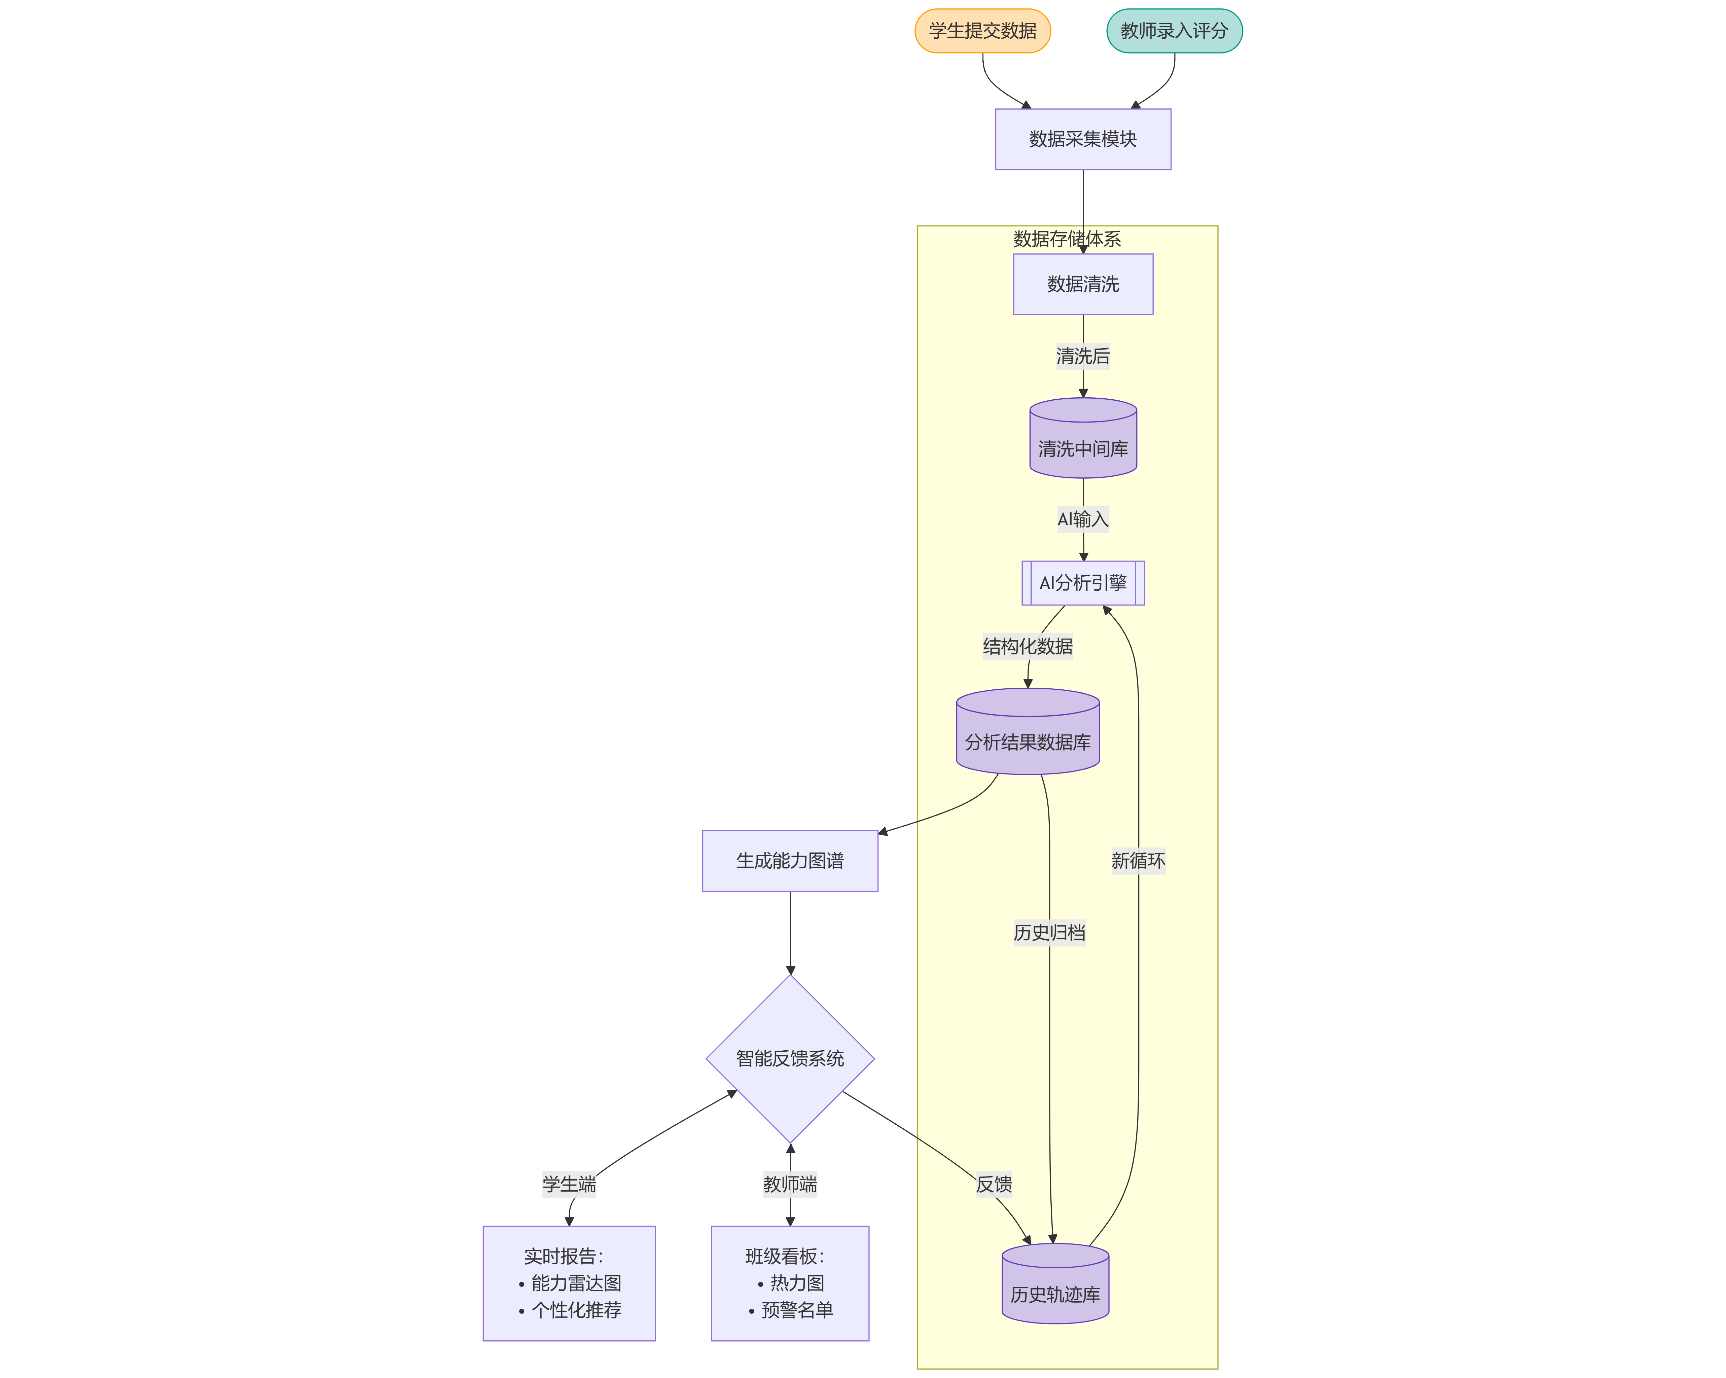 学生提交数据
教师录入评分
数据采集模块
数据存储体系
数据清洗
清洗后
清洗中间库
AI输入
AI分析引擎
结构化数据
分析结果数据库
生成能力图谱
新循环
历史归档
智能反馈系统
学生端
教师端
反馈
实时报告：
• 能力雷达图
• 个性化推荐
班级看板：
• 热力图
• 预警名单
历史轨迹库